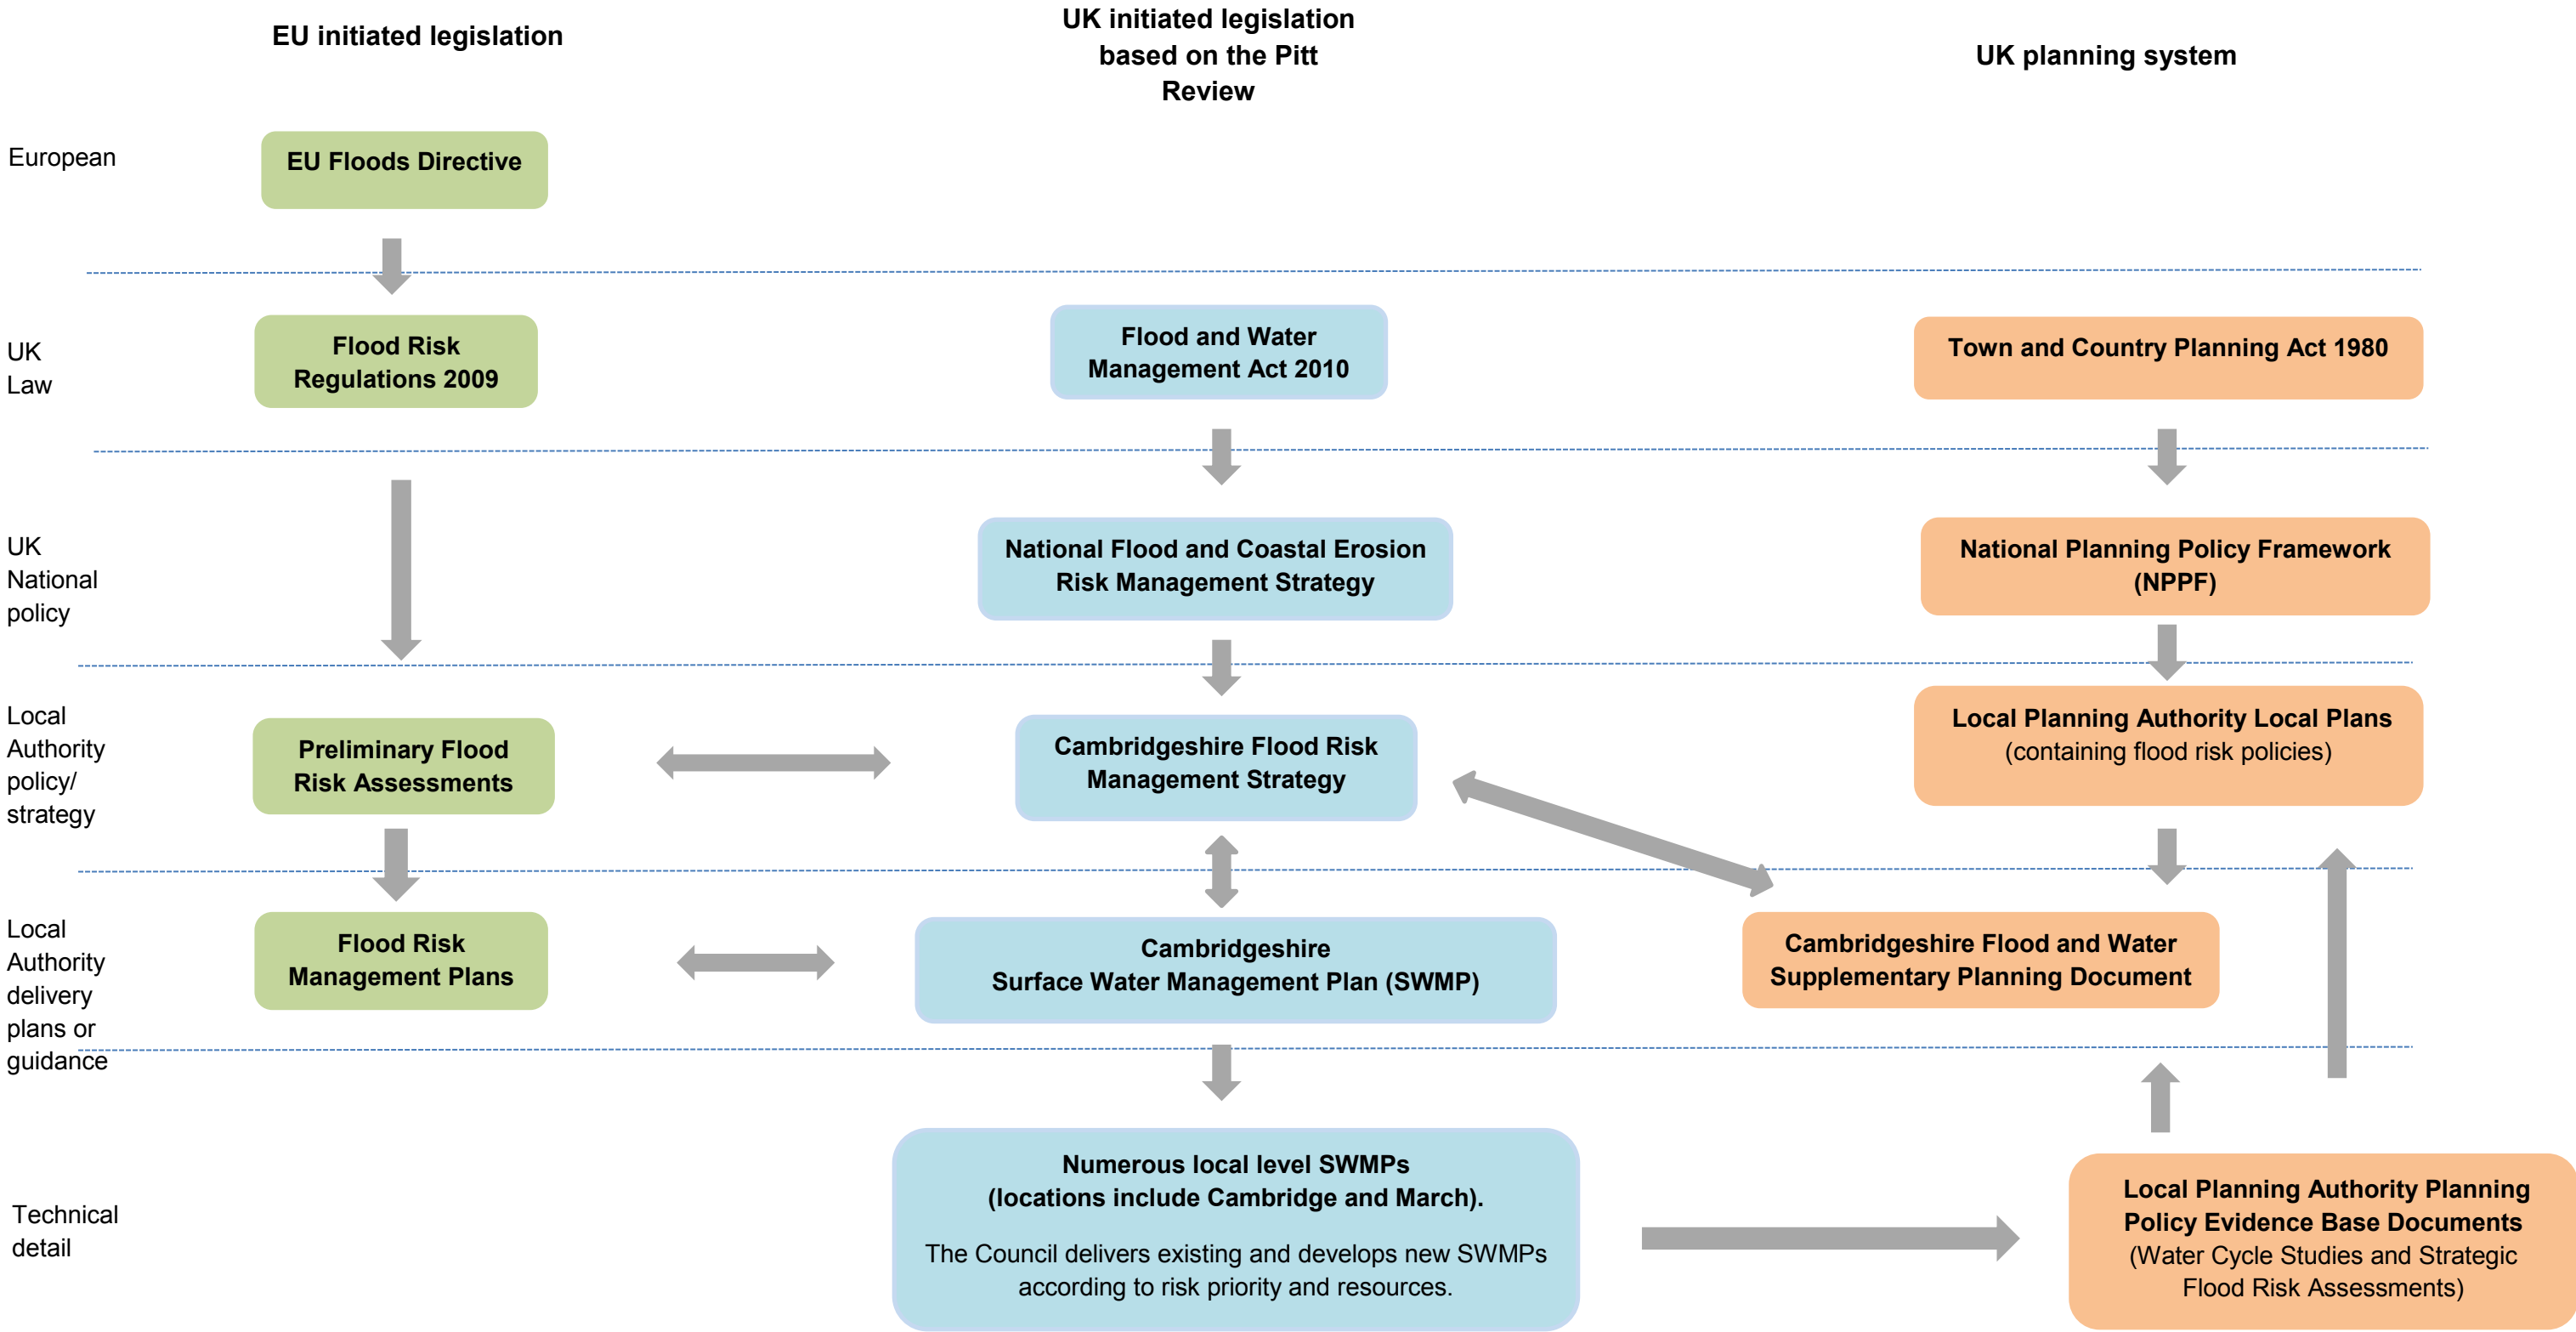 EU initiated legislation
UK initiated legislation
based on the Pitt
Review
UK planning system
European
EU Floods Directive
UK
Law
Flood Risk
Regulations 2009
Flood and Water
Management Act 2010
Town and Country Planning Act 1980
UK
National
policy
National Flood and Coastal Erosion
Risk Management Strategy
National Planning Policy Framework
(NPPF)
Local
Authority
policy/
strategy
Preliminary Flood
Risk Assessments
Cambridgeshire Flood Risk
Management Strategy
Local Planning Authority Local Plans
(containing flood risk policies)
Local
Authority
delivery
plans or
guidance
Flood Risk
Management Plans
Cambridgeshire
Surface Water Management Plan (SWMP)
Cambridgeshire Flood and Water
Supplementary Planning Document
Technical
detail
Numerous local level SWMPs
(locations include Cambridge and March).
The Council delivers existing and develops new SWMPs
according to risk priority and resources.
Local Planning Authority Planning
Policy Evidence Base Documents
(Water Cycle Studies and Strategic
Flood Risk Assessments)